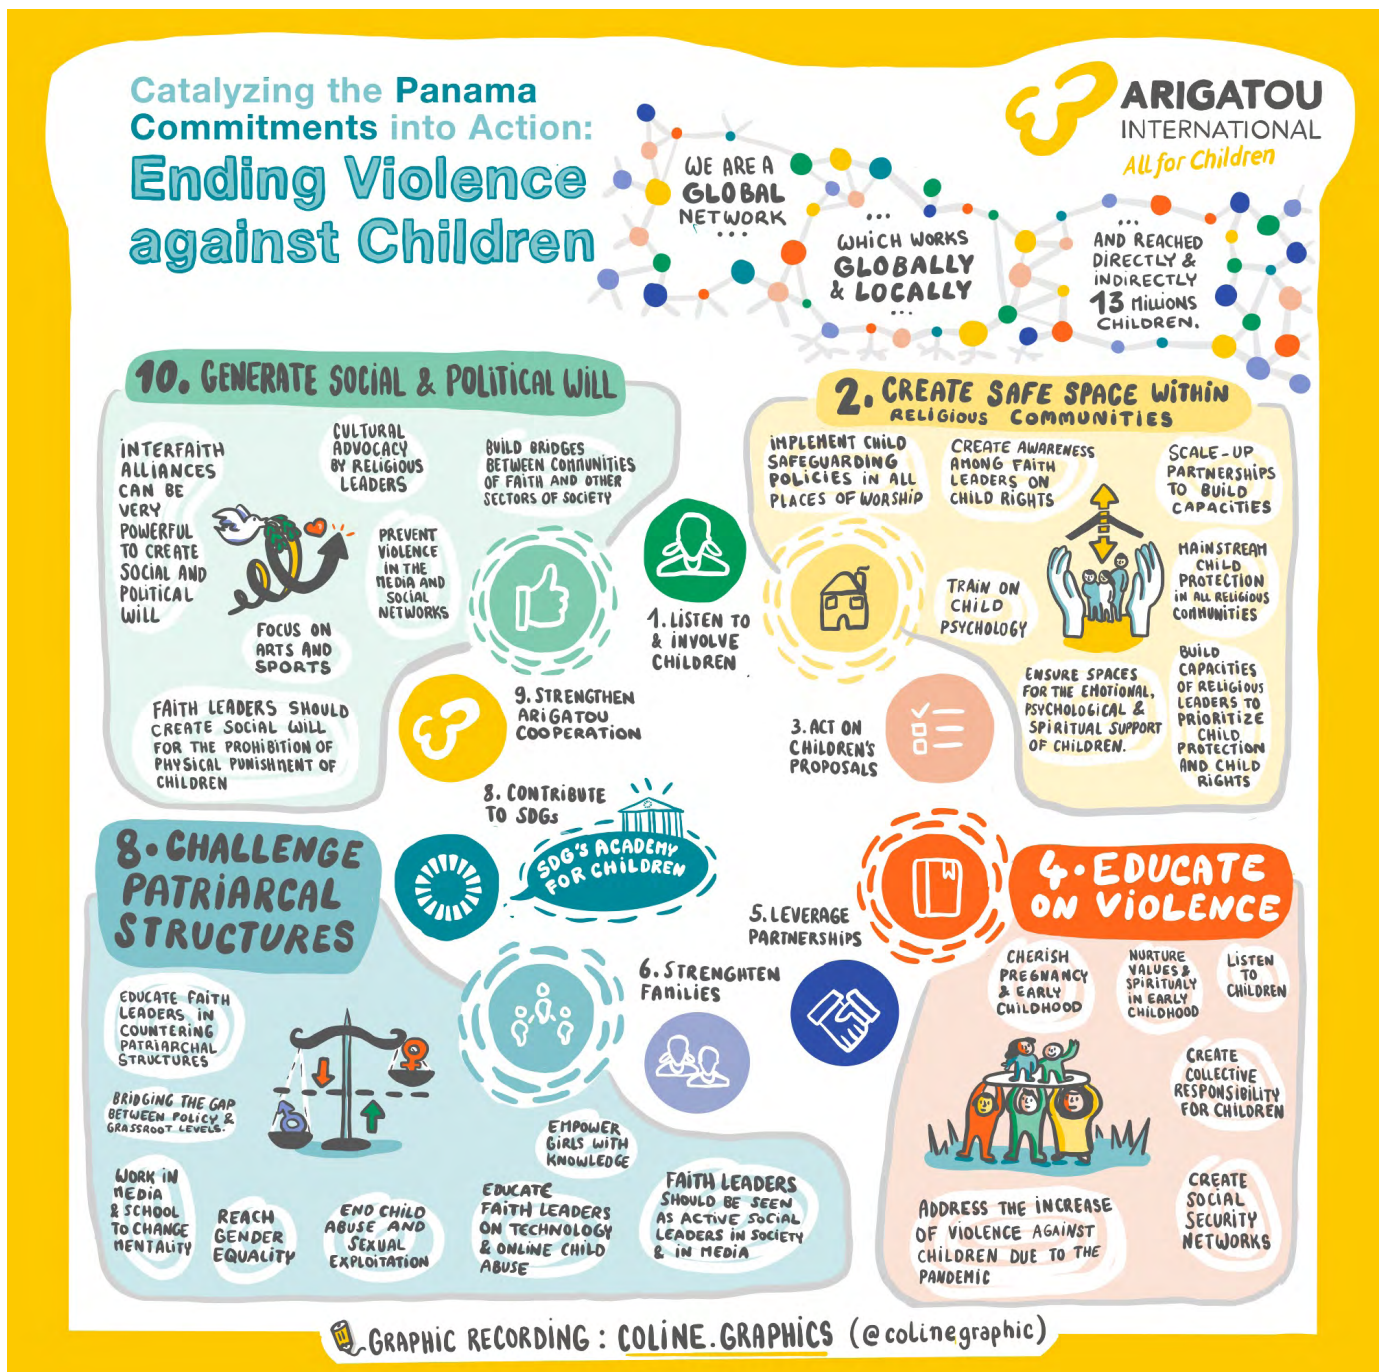 Catalyzing the Panama
Commitments into Action:
Ending Violence
against Children
ARIGATOU
INTERNATIONAL
All for Children
WE ARE A
GLOBAL
NETWORK
...
...
WHICH WORKS
GLOBALLY
& LOCALLY
...
...
AND REACHED
DIRECTLY &
INDIRECTLY
13 MILLIONS
CHILDREN.
10. GENERATE SOCIAL & POLITICAL WILL
INTERFAITH
ALLIANCES
CAN BE
VERY
POWERFUL
TO CREATE
SOCIAL AND
POLITICAL
WILL
CULTURAL
ADVOCACY
BY RELIGIOUS
LEADERS
BUILD BRIDGES
BETWEEN COMMUNITIES
OF FAITH AND OTHER
SECTORS OF SOCIETY
PREVENT
VIOLENCE
IN THE
MEDIA AND
SOCIAL
NETWORKS
FOCUS ON
ARTS AND
SPORTS
FAITH LEADERS SHOULD
CREATE SOCIAL WILL
FOR THE PROHIBITION OF
PHYSICAL PUNISHMENT OF
CHILDREN
1. LISTEN TO
& INVOLVE
CHILDREN
2. CREATE SAFE SPACE WITHIN
RELIGIOUS COMMUNITIES
IMPLEMENT CHILD
SAFEGUARDING
POLICIES IN ALL
PLACES OF WORSHIP
CREATE AWARENESS
AMONG FAITH
LEADERS ON
CHILD RIGHTS
SCALE-UP
PARTNERSHIPS
TO BUILD
CAPACITIES
TRAIN ON
CHILD
PSYCHOLOGY
MAINSTREAM
CHILD
PROTECTION
IN ALL RELIGIOUS
COMMUNITIES
ENSURE SPACES
FOR THE EMOTIONAL,
PSYCHOLOGICAL &
SPIRITUAL SUPPORT
OF CHILDREN.
BUILD
CAPACITIES
OF RELIGIOUS
LEADERS TO
PRIORITIZE
CHILD
PROTECTION
AND CHILD
RIGHTS
3. ACT ON
CHILDREN'S
PROPOSALS
9. STRENGTHEN
ARIGATOU
COOPERATION
8. CONTRIBUTE
TO SDGs
SDG'S ACADEMY
FOR CHILDREN
4. EDUCATE
ON VIOLENCE
CHERISH
PREGNANCY
& EARLY
CHILDHOOD
NURTURE
VALUES &
SPIRITUALY
IN EARLY
CHILDHOOD
LISTEN
TO
CHILDREN
CREATE
COLLECTIVE
RESPONSIBILITY
FOR CHILDREN
ADDRESS THE INCREASE
OF VIOLENCE AGAINST
CHILDREN DUE TO THE
PANDEMIC
CREATE
SOCIAL
SECURITY
NETWORKS
5. LEVERAGE
PARTNERSHIPS
6. STRENGHTEN
FAMILIES
8. CHALLENGE
PATRIARCAL
STRUCTURES
EDUCATE FAITH
LEADERS IN
COUNTERING
PATRIARCHAL
STRUCTURES
BRIDGING THE GAP
BETWEEN POLICY &
GRASSROOT LEVELS.
WORK IN
MEDIA
& SCHOOL
TO CHANGE
MENTALITY
REACH
GENDER
EQUALITY
END CHILD
ABUSE AND
SEXUAL
EXPLOITATION
EMPOWER
GIRLS WITH
KNOWLEDGE
EDUCATE
FAITH LEADERS
ON TECHNOLOGY
& ONLINE CHILD
ABUSE
FAITH LEADERS
SHOULD BE SEEN
AS ACTIVE SOCIAL
LEADERS IN SOCIETY
& IN MEDIA
GRAPHIC RECORDING : COLINE.GRAPHICS (@colinegraphic)